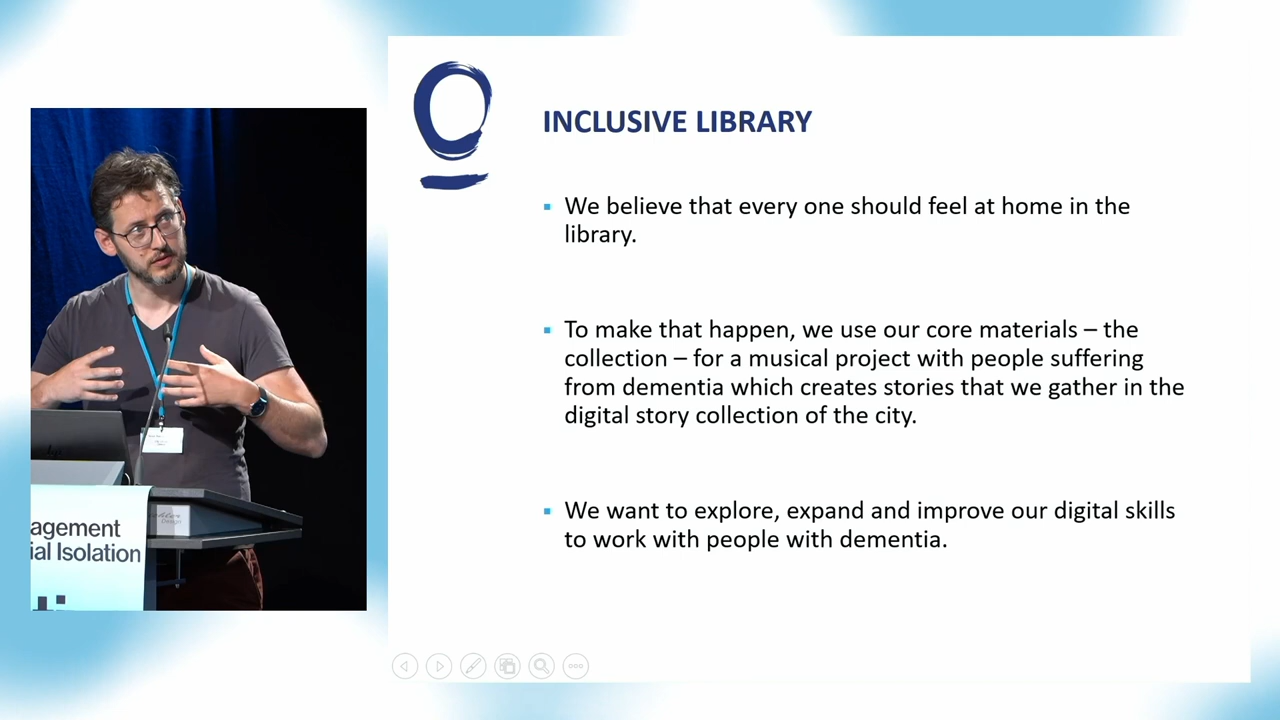 INCLUSIVE LIBRARY
We believe that every one should feel at home in the
library.
To make that happen, we use our core materials – the
collection – for a musical project with people suffering
from dementia which creates stories that we gather in the
digital story collection of the city.
We want to explore, expand and improve our digital skills
to work with people with dementia.
agement
ial Isolation